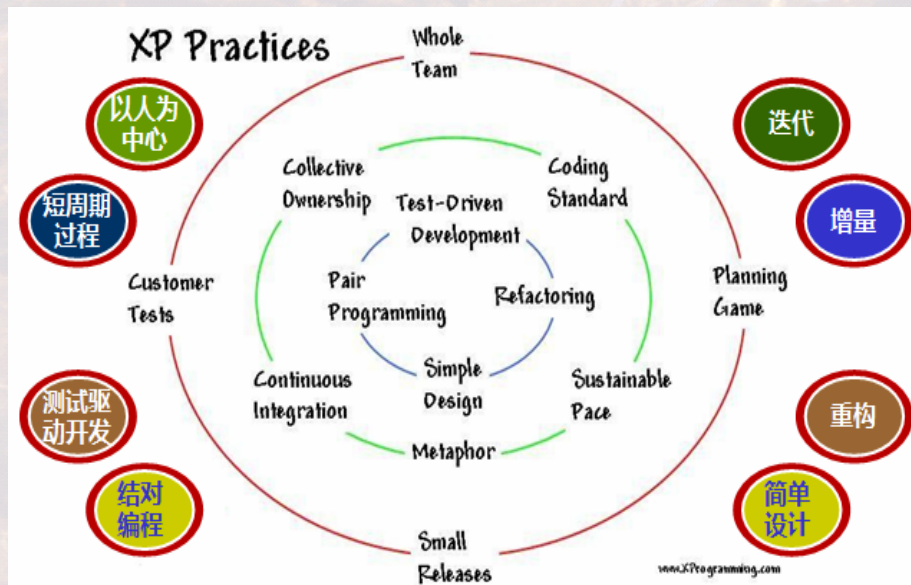 XP Practices
Whole
Team
以人为
中心
迭代
Collective
Ownership
Coding
Standard
短周期
过程
Test-Driven
Development
增量
Customer
Tests
Pair
Programming
Refactoring
Planning
Game
Continuous
Integration
Simple
Design
Sustainable
Pace
测试驱
动开发
重构
Metaphor
结对
编程
简单
设计
Small
Releases
www.XProgramming.com